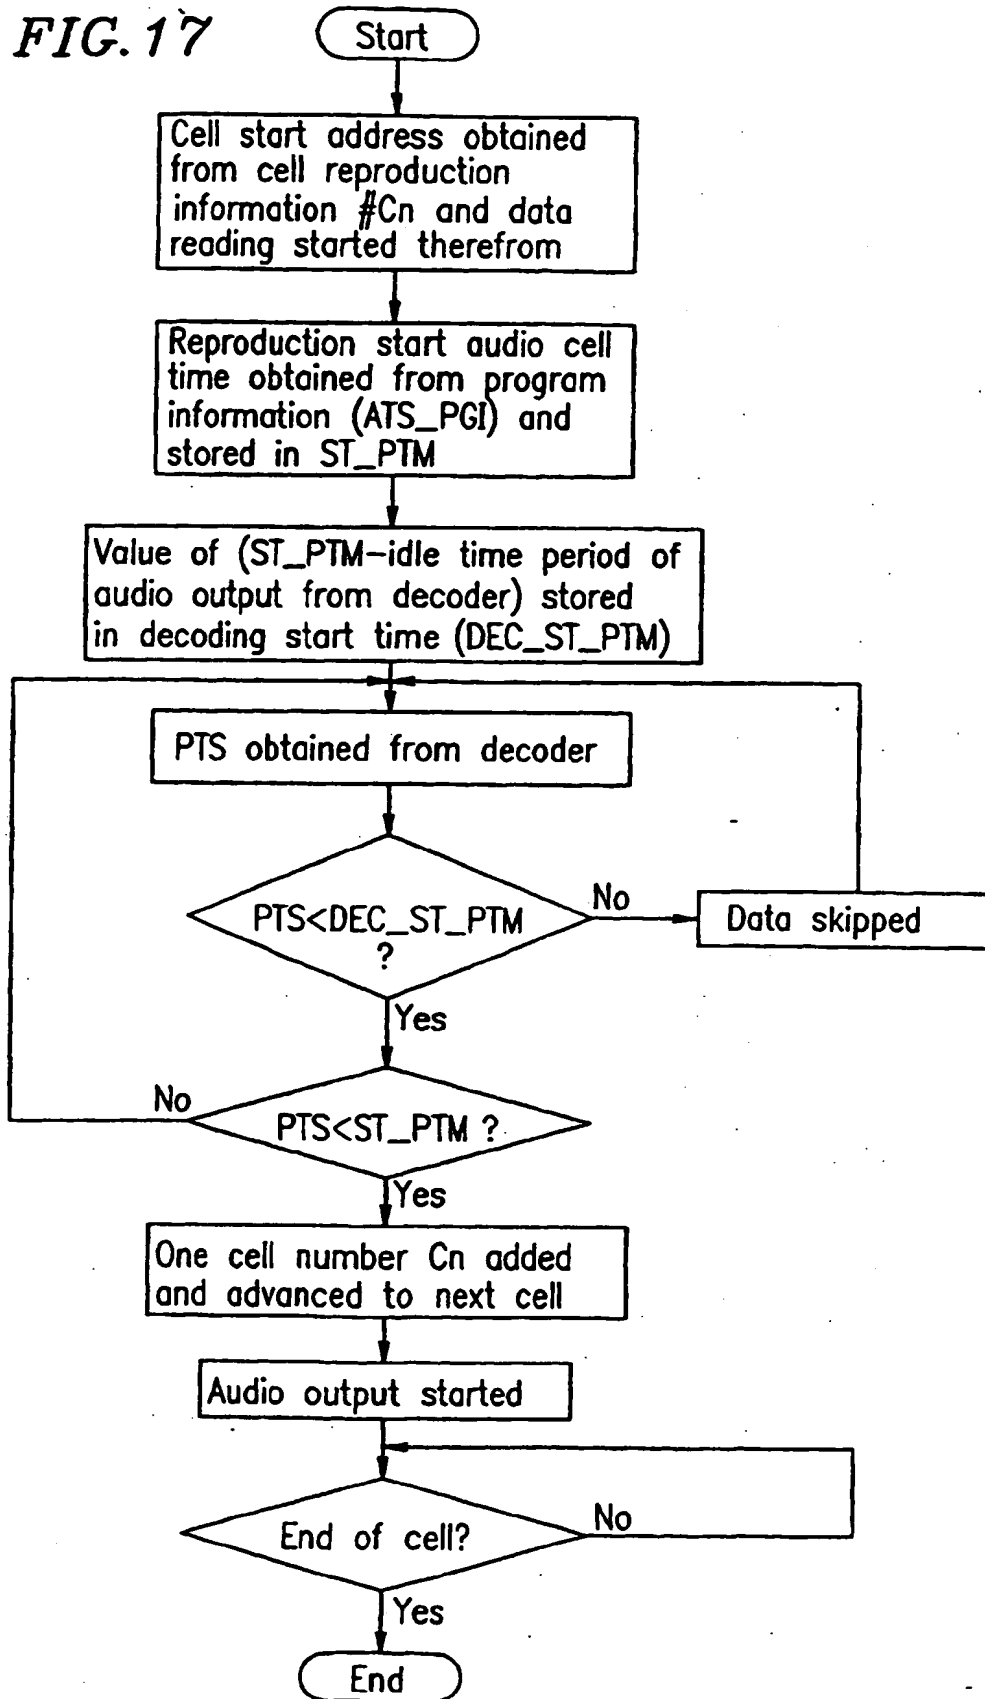 FIG.17
Start
Cell start address obtained
from cell reproduction
information #Cn and data
reading started therefrom
Reproduction start audio cell
time obtained from program
information (ATS_PGI) and
stored in ST_PTM
Value of (ST_PTM-idle time period of
audio output from decoder) stored
in decoding start time (DEC_ST_PTM)
PTS obtained from decoder
PTS<DEC_ST_PTM
?
No
Data skipped
Yes
No
PTS<ST_PTM ?
Yes
One cell number Cn added
and advanced to next cell
Audio output started
End of cell?
No
Yes
End